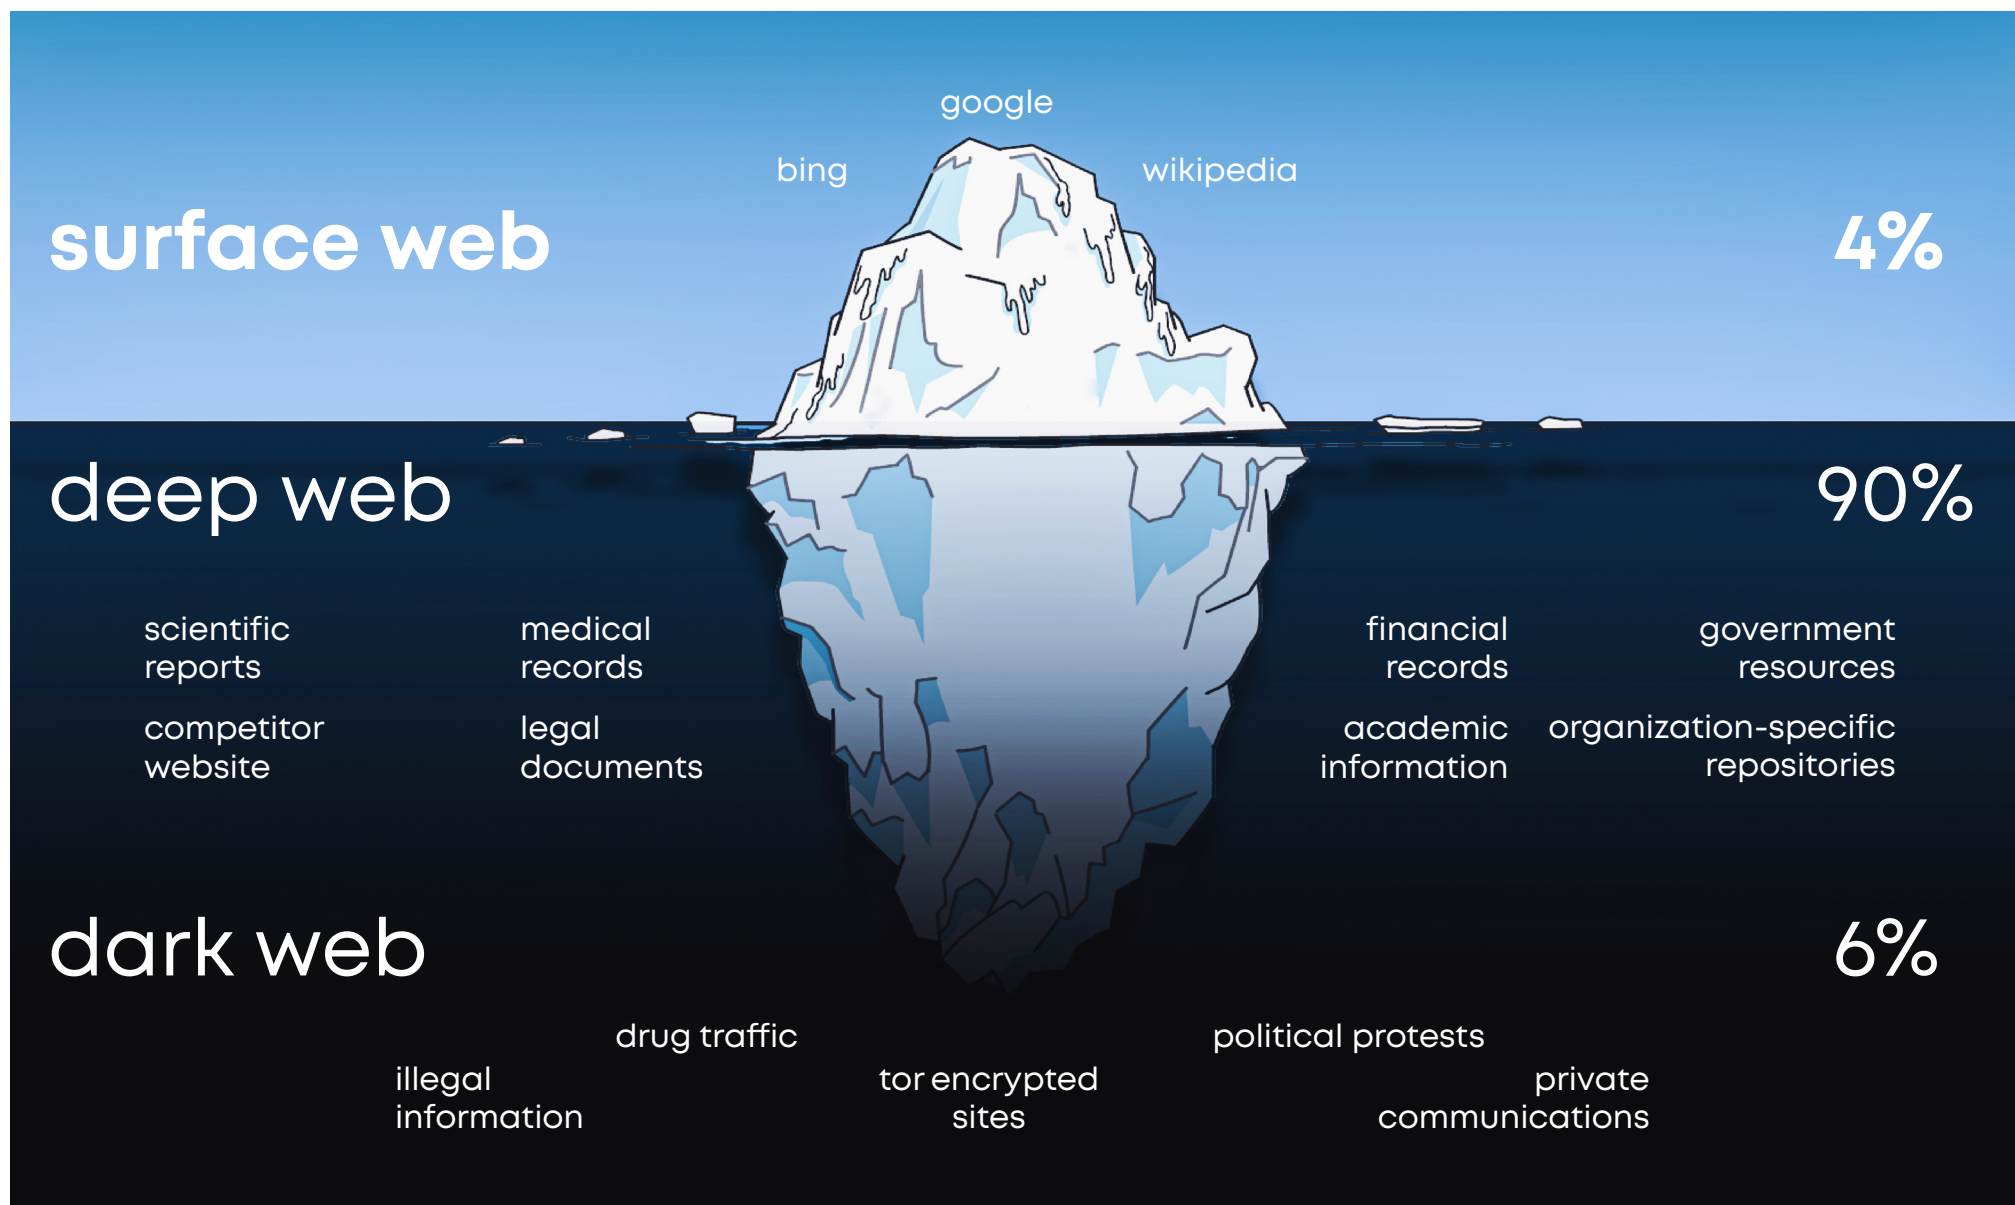 google
bing
wikipedia
surface web
4%
deep web
90%
scientific
reports
medical
records
financial
records
government
resources
competitor
website
legal
documents
academic
information
organization-specific
repositories
dark web
6%
drug traffic
political protests
illegal
information
tor encrypted
sites
private
communications